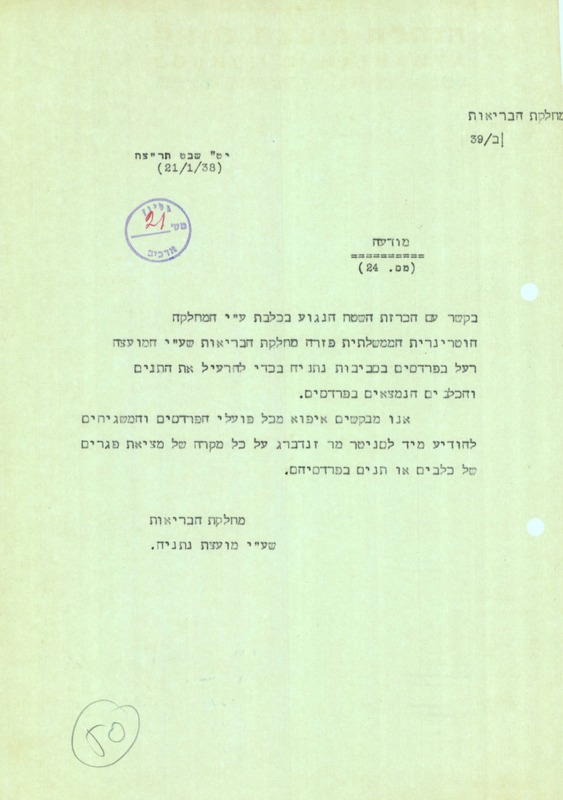 מחלקת הבריאות
ב/39
יט" שבט תרי"צח
(21/1/38)
גליון
21
מס'
ארכיב
מודעה
==========
(מס. 24)
בקשר עם הכרזת השטח הנגוע בכלבת ע"י המחלקה
הוטרינרית הממשלתית פזרה מחלקת הבריאות שע"י המועצה
רעל בפרדסים בסביבות נתניה בכדי להרעיל את התנים
והכלבים הנמצאים בפרדסים.
אנו מבקשים איפוא מכל פועלי הפרדסים והמשגיחים
להודיע מיד לסניטר מר זנדברג על כל מקרה של מציאת פגרים
של כלבים או תנים בפרדסיהם.
מחלקת הבריאות
שע"י מועצת נתניה.
50